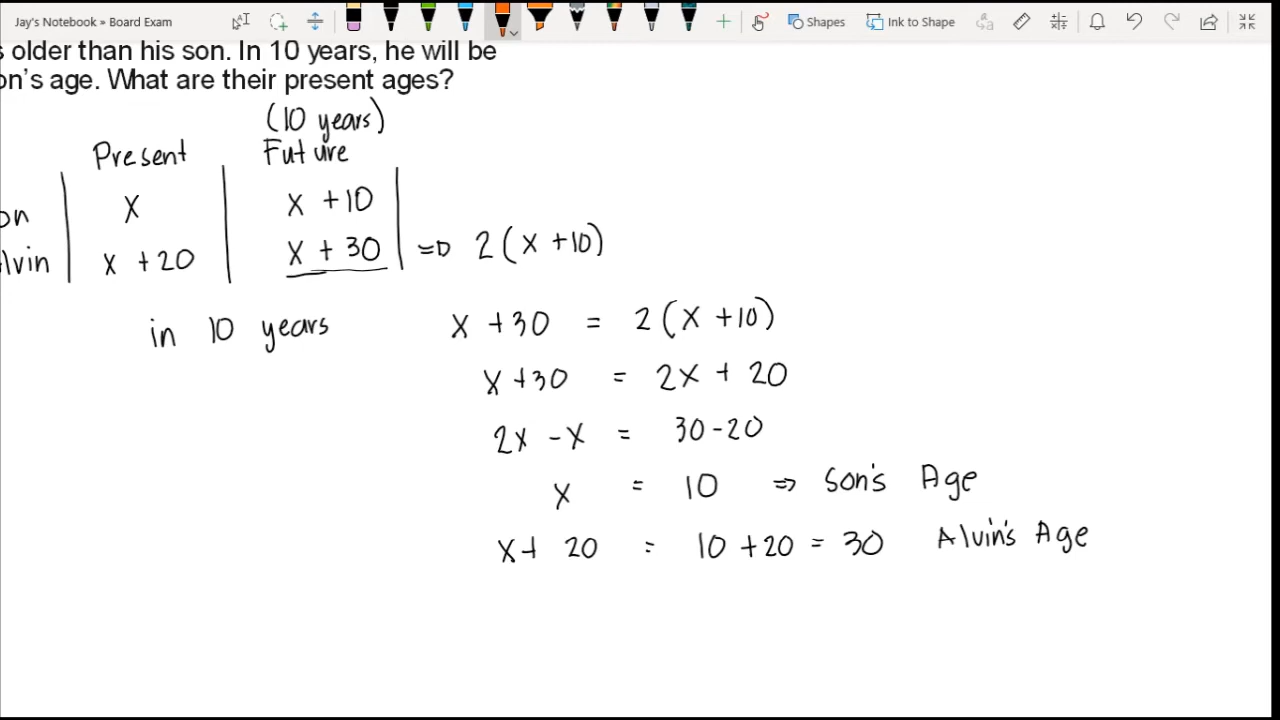 Jay's Notebook » Board Exam Shapes Ink to Shape
s older than his son. In 10 years, he will be
on's age. What are their present ages?
(10 years)
Present Future
on X X +10
lvin X +20 X + 30 => 2(X +10)
in 10 years X +30 = 2(X +10)
X +30 = 2X + 20
2X - X = 30-20
X = 10 => Son's Age
X + 20 = 10 +20 = 30 Alvin's Age